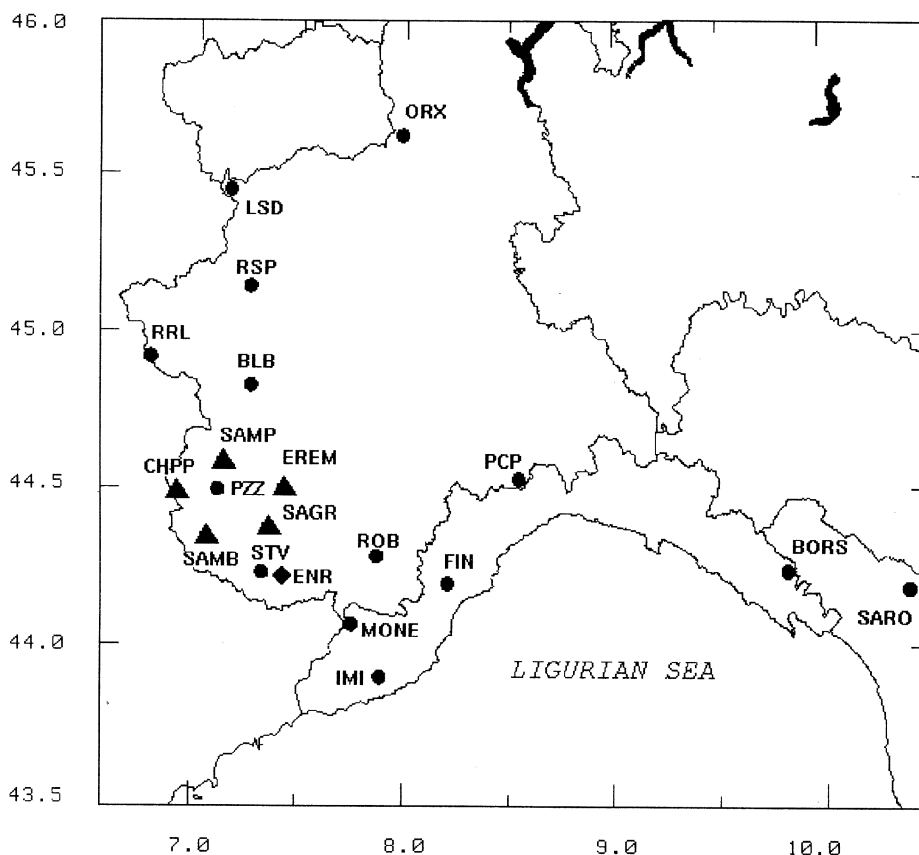 46.0
ORX
45.5
LSD
RSP
45.0
RRL
BLB
SAMP
CHPP
EREM
PCP
44.5
PZZ
SAGR
STV
ROB
BORS
SAMB
FIN
ENR
SARO
MONE
44.0
IMI
LIGURIAN SEA
43.5
7.0 8.0 9.0 10.0